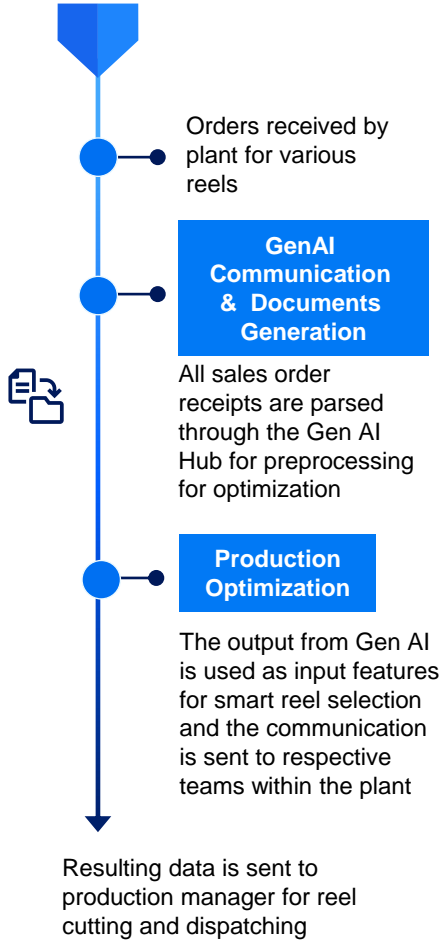 Orders received by
plant for various
reels
GenAI
Communication
& Documents
Generation
All sales order
receipts are parsed
through the Gen AI
Hub for preprocessing
for optimization
Production
Optimization
The output from Gen AI
is used as input features
for smart reel selection
and the communication
is sent to respective
teams within the plant
Resulting data is sent to
production manager for reel
cutting and dispatching